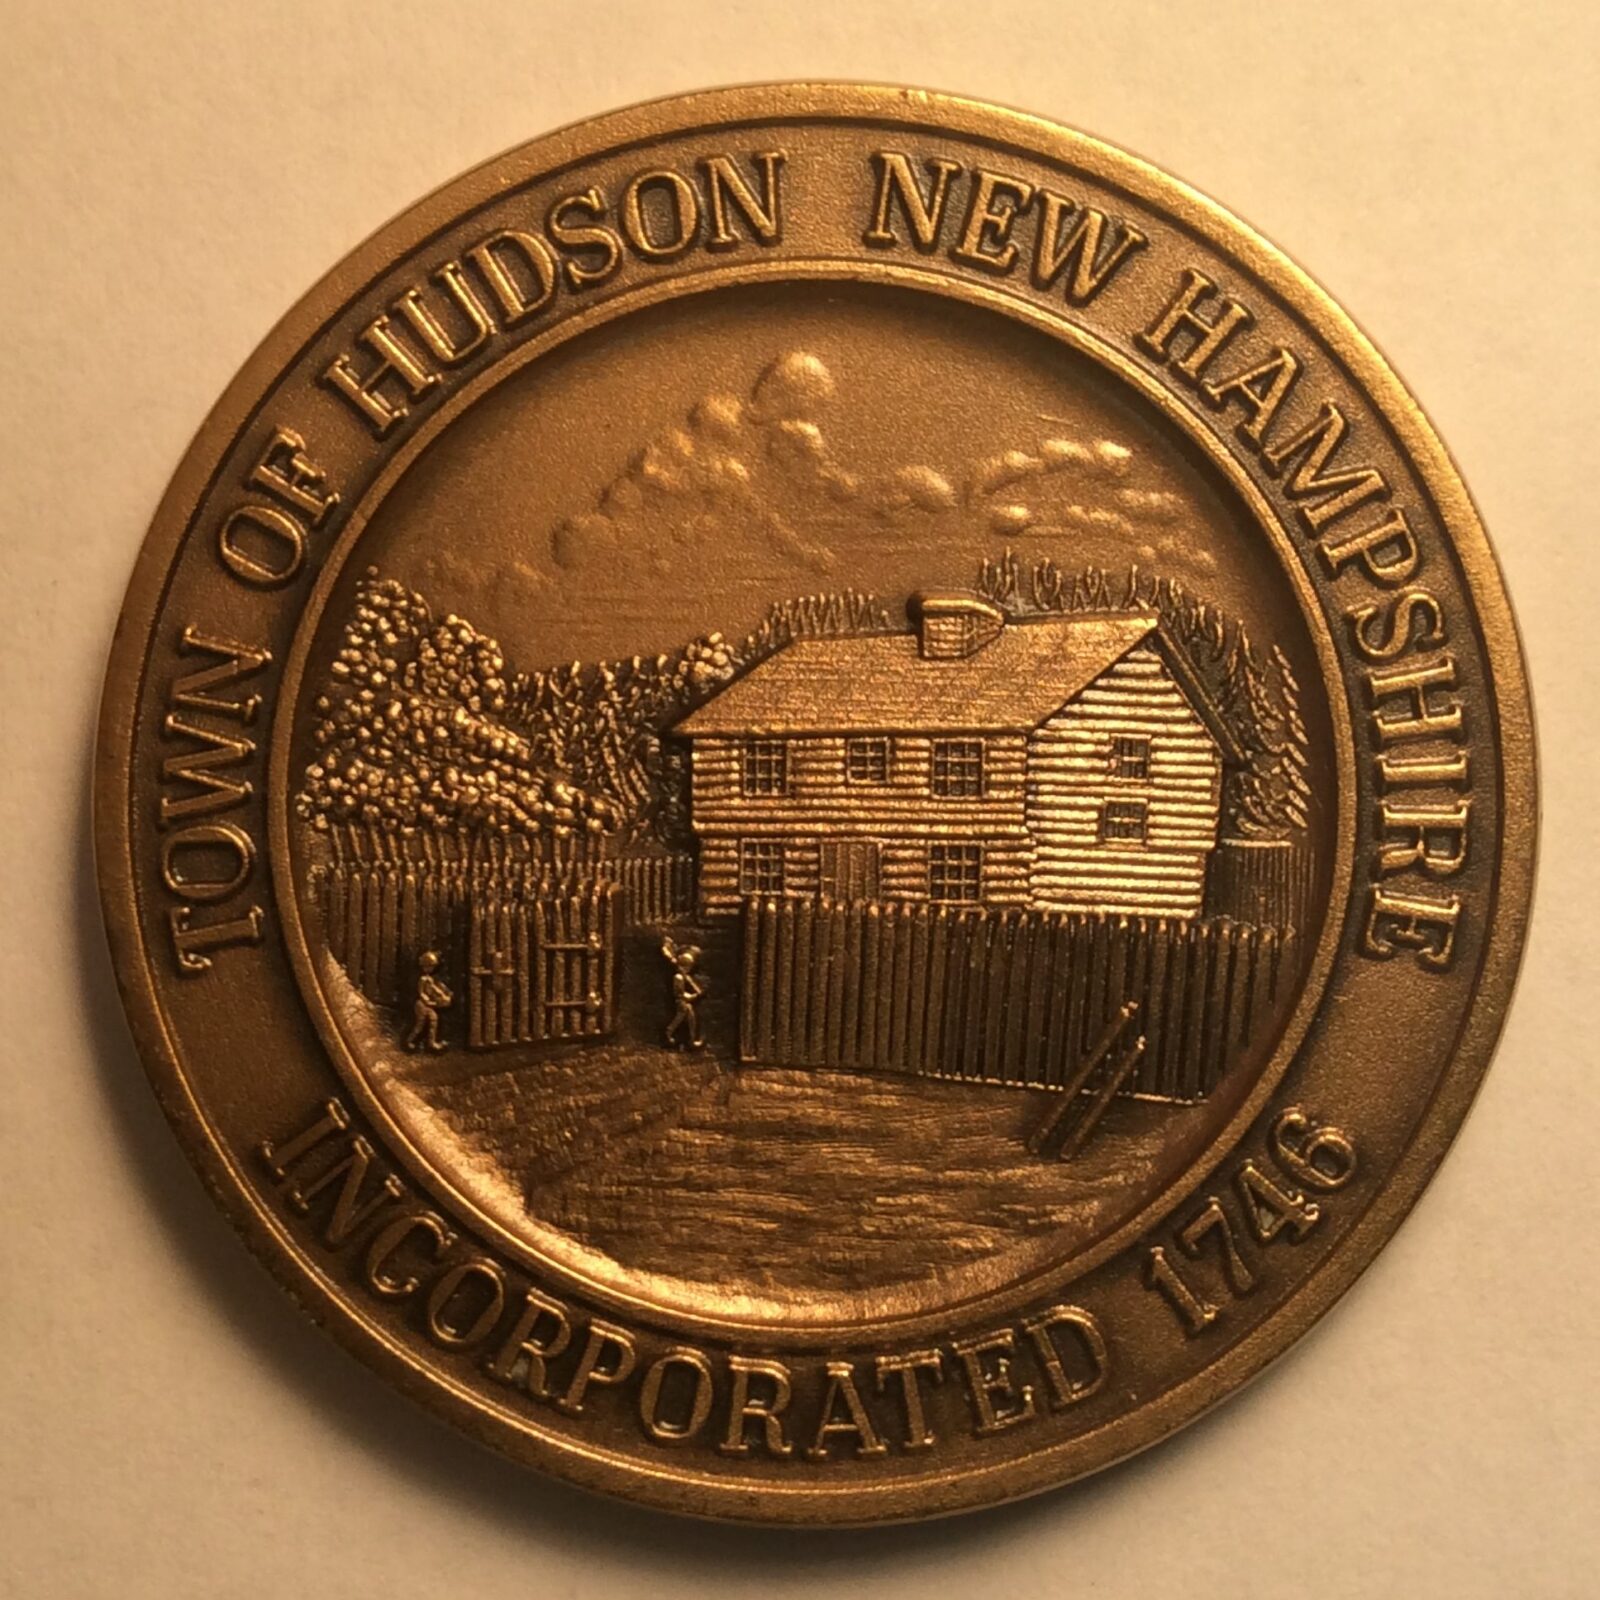 TOWN OF HUDSON NEW HAMPSHIRE
INCORPORATED 1746